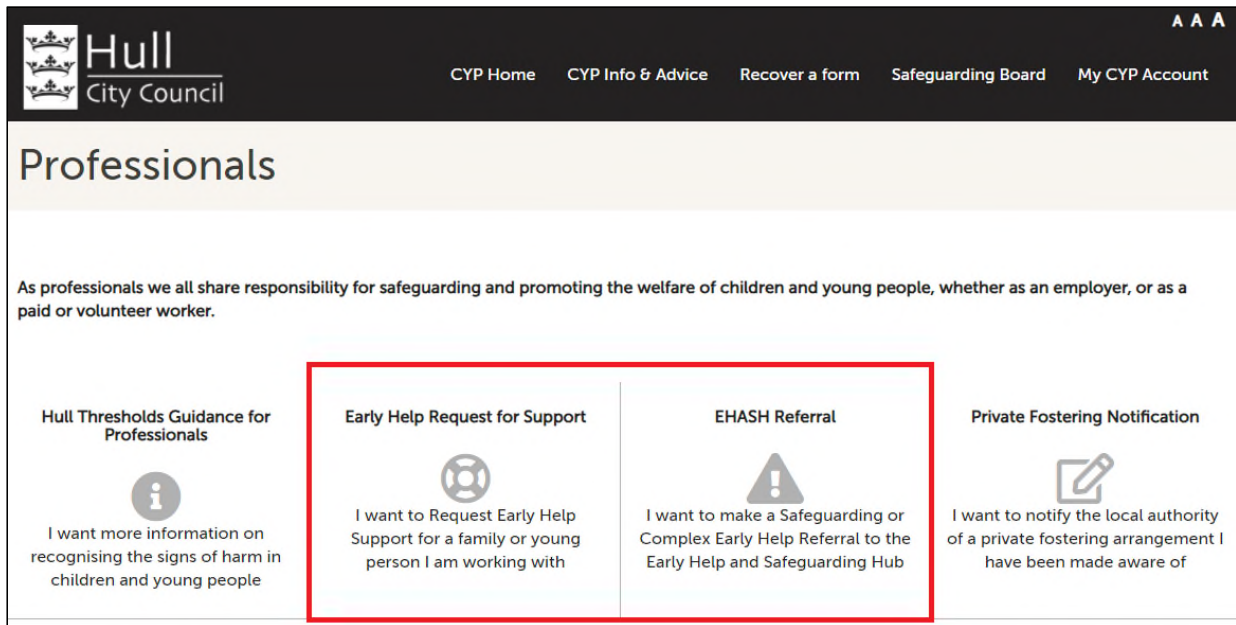 A A A
Hull
City Council
CYP Home CYP Info & Advice Recover a form Safeguarding Board My CYP Account
Professionals
As professionals we all share responsibility for safeguarding and promoting the welfare of children and young people, whether as an employer, or as a
paid or volunteer worker.
Hull Thresholds Guidance for
Professionals
I want more information on
recognising the signs of harm in
children and young people
Early Help Request for Support
I want to Request Early Help
Support for a family or young
person I am working with
EHASH Referral
I want to make a Safeguarding or
Complex Early Help Referral to the
Early Help and Safeguarding Hub
Private Fostering Notification
I want to notify the local authority
of a private fostering arrangement I
have been made aware of